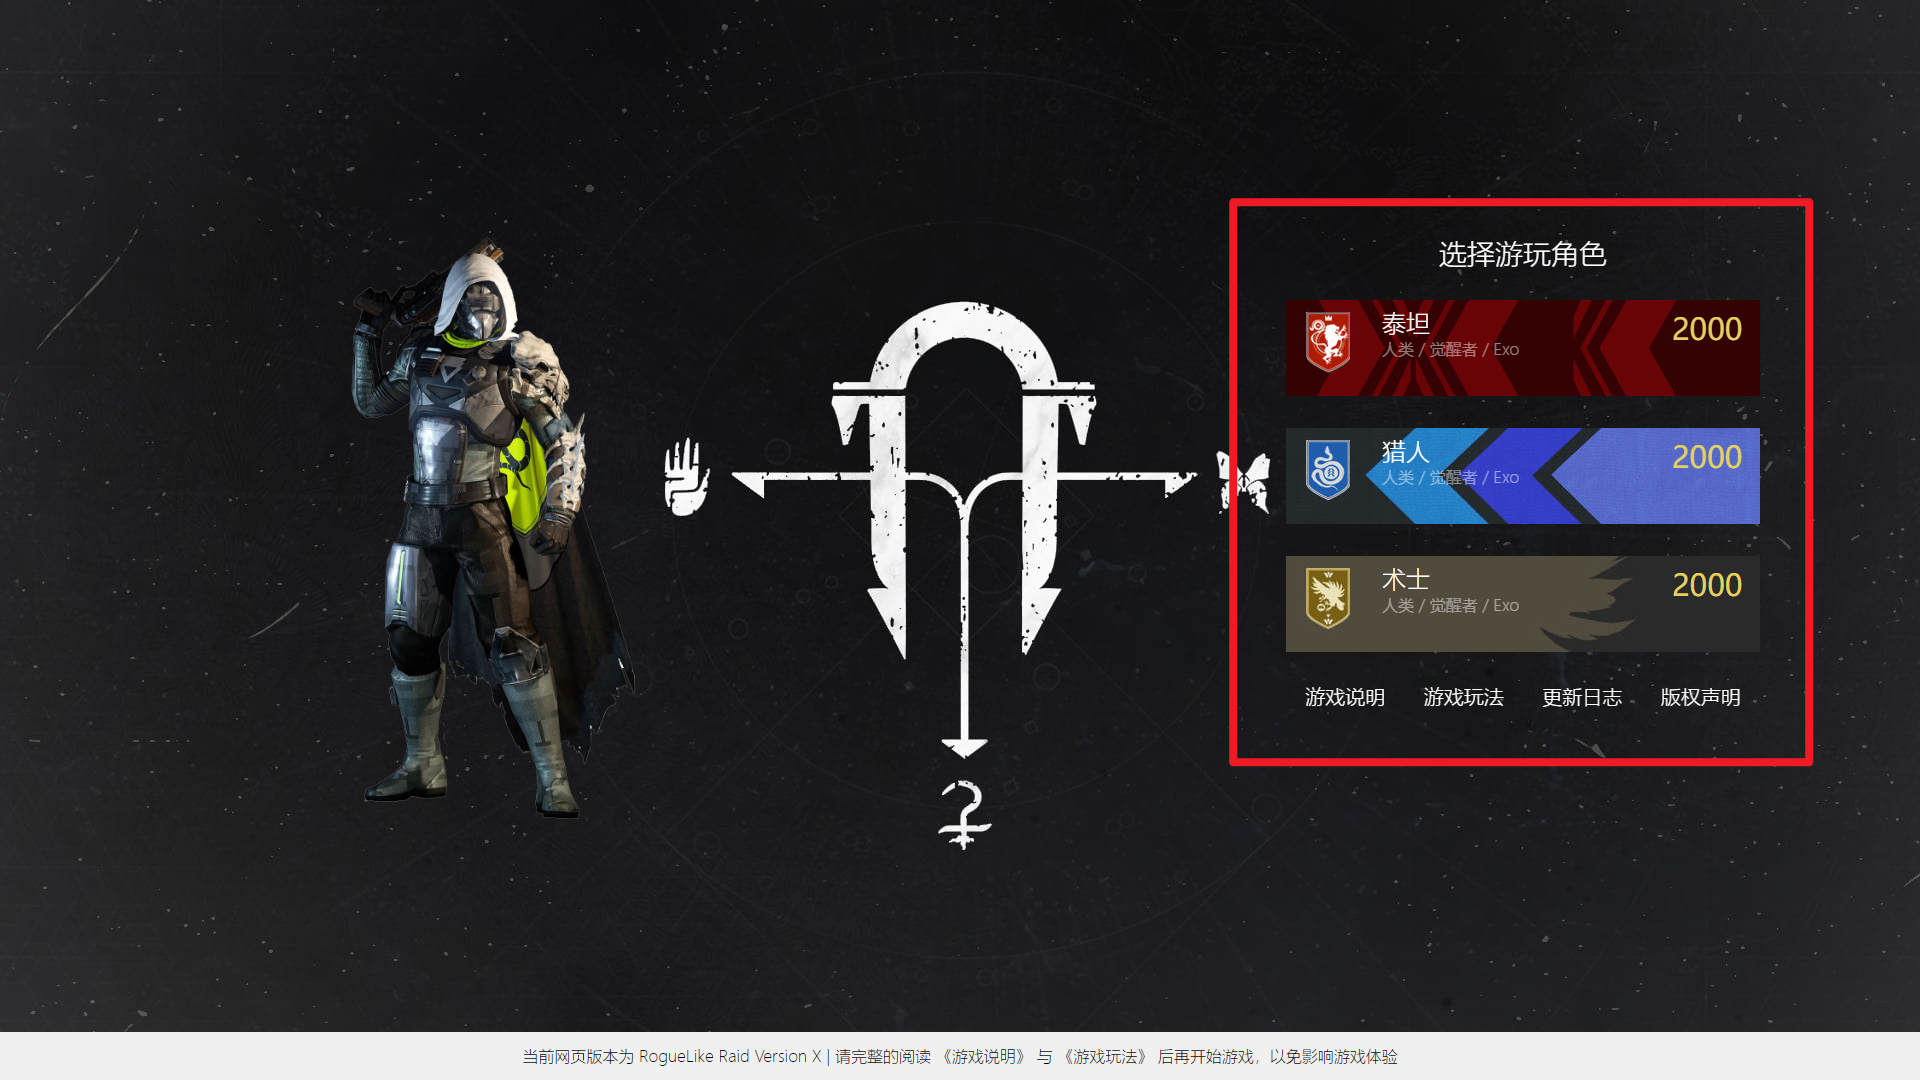 选择游玩角色
泰坦
2000
人类 / 觉醒者 / Exo
猎人
2000
人类 / 觉醒者 / Exo
术士
2000
人类 / 觉醒者 / Exo
游戏说明 游戏玩法 更新日志 版权声明
当前网页版本为 RogueLike Raid Version X | 请完整的阅读 《游戏说明》 与 《游戏玩法》 后再开始游戏，以免影响游戏体验